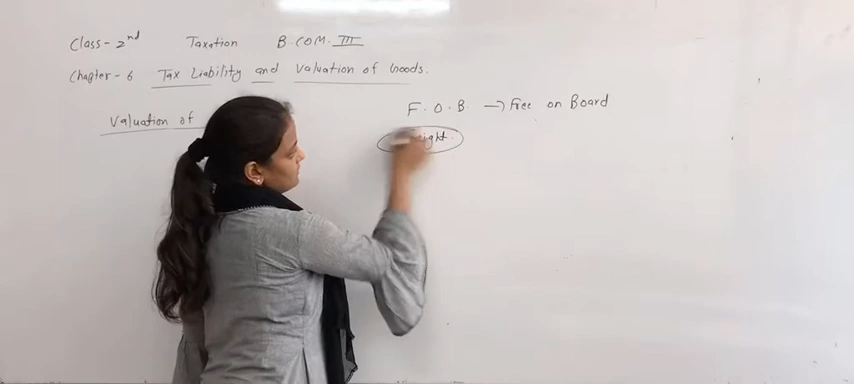 Class - 2nd Taxation B.COM. III
Chapter - 6 Tax Liability and Valuation of Goods.
Valuation of
F.O.B. → Free on Board